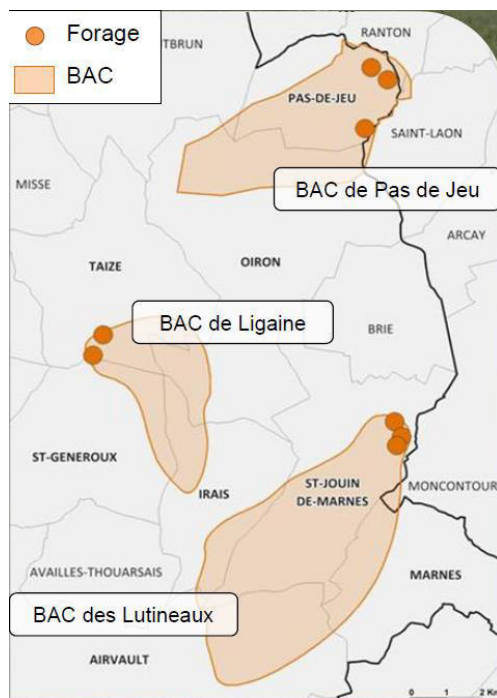 Forage
BAC
TBRUN
RANTON
PAS-DE-JEU
SAINT-LAON
MISSE
BAC de Pas de Jeu
ARCAY
TAIZE
OIRON
BAC de Ligaine
BRIE
ST-GENEROUX
IRAIS
ST-JOUIN
DE-MARNES
MONCONTOUR
AVAILLES-THOUARSAIS
MARNES
BAC des Lutineaux
AIRVAULT
0 1 2 K